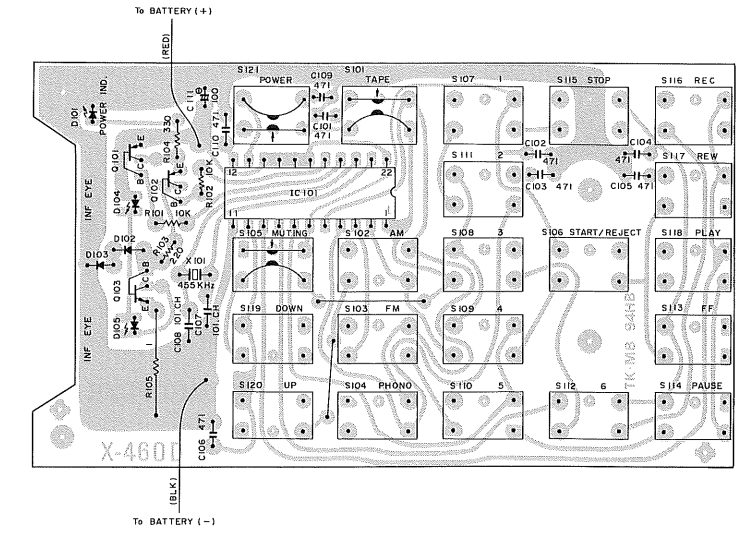 To BATTERY (+)
(RED)
D101
POWER IND.
C111
100
S121
POWER
C109
471
S101
TAPE
S107 1
S115 STOP
S116 REC
R104 330
C110 471
C101
471
Q101
E
C
B
Q102
E
C
B
R102 10K
12
22
IC101
11
1
S111 2
C102
471
C103 471
C104
471
C105 471
S117 REW
INF EYE
D104
R101 10K
D102
D103
R103
220
X101
455KHz
S105 MUTING
S102 AM
S108 3
S106 START/REJECT
S118 PLAY
Q103
B
C
E
INF EYE
D105
C108 101.CH
C107
101.CH
S119 DOWN
S103 FM
S109 4
S113 FF
R105
1
S120 UP
S104 PHONO
S110 5
S112 6
S114 PAUSE
TK-M8 94HB
X-460D
C106 471
(BLK)
To BATTERY (−)